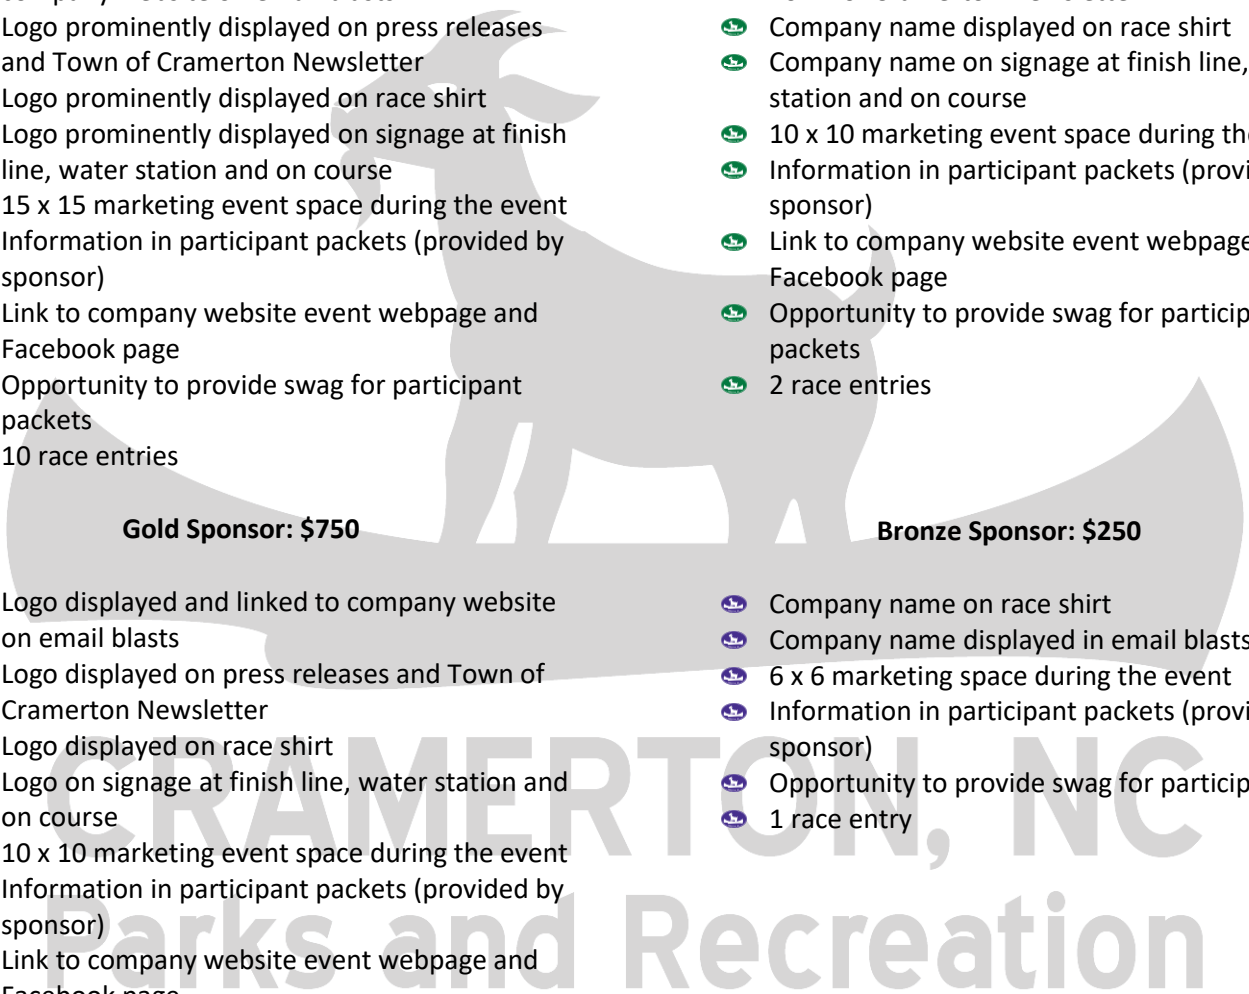 Logo prominently displayed on press releases
and Town of Cramerton Newsletter
Logo prominently displayed on race shirt
Logo prominently displayed on signage at finish
line, water station and on course
15 x 15 marketing event space during the event
Information in participant packets (provided by
sponsor)
Link to company website event webpage and
Facebook page
Opportunity to provide swag for participant
packets
10 race entries
Gold Sponsor: $750
Logo displayed and linked to company website
on email blasts
Logo displayed on press releases and Town of
Cramerton Newsletter
Logo displayed on race shirt
Logo on signage at finish line, water station and
on course
10 x 10 marketing event space during the event
Information in participant packets (provided by
sponsor)
Link to company website event webpage and
Facebook page
Company name displayed on race shirt
Company name on signage at finish line,
station and on course
10 x 10 marketing event space during the
Information in participant packets (provi
sponsor)
Link to company website event webpage
Facebook page
Opportunity to provide swag for particip
packets
2 race entries
Bronze Sponsor: $250
Company name on race shirt
Company name displayed in email blasts
6 x 6 marketing space during the event
Information in participant packets (provi
sponsor)
Opportunity to provide swag for particip
1 race entry
CRAMERTON, NC
Parks and Recreation